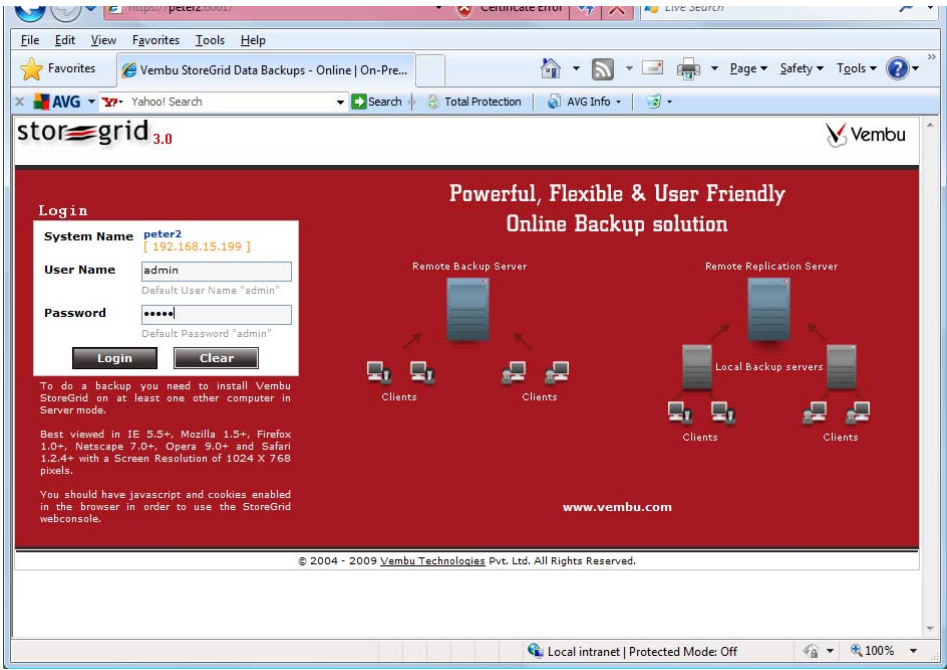 https://peter2:6061/
Certificate Error
Live Search
File Edit View Favorites Tools Help
Favorites
Vembu StoreGrid Data Backups - Online | On-Pre...
Page Safety Tools
AVG Yahoo! Search Search Total Protection AVG Info
storegrid 3.0
Vembu
Powerful, Flexible & User Friendly
Online Backup solution
Login
System Name peter2
[ 192.168.15.199 ]
User Name admin
Default User Name "admin"
Password •••••
Default Password "admin"
Login Clear
To do a backup you need to install Vembu
StoreGrid on at least one other computer in
Server mode.
Best viewed in IE 5.5+, Mozilla 1.5+, Firefox
1.0+, Netscape 7.0+, Opera 9.0+ and Safari
1.2.4+ with a Screen Resolution of 1024 X 768
pixels.
You should have javascript and cookies enabled
in the browser in order to use the StoreGrid
webconsole.
Remote Backup Server
Clients
Clients
Remote Replication Server
Local Backup servers
Clients
Clients
www.vembu.com
© 2004 - 2009 Vembu Technologies Pvt. Ltd. All Rights Reserved.
Local intranet | Protected Mode: Off
100%